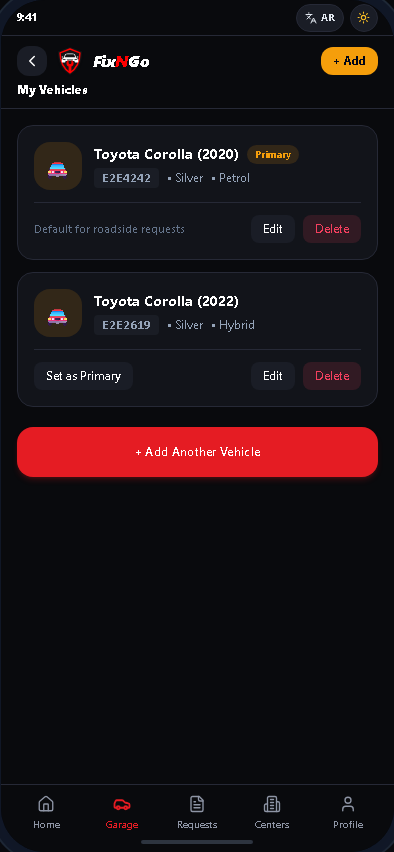 9:41
AR
FixNGo
+ Add
My Vehicles
Toyota Corolla (2020) Primary
E2E4242 • Silver • Petrol
Default for roadside requests Edit Delete
Toyota Corolla (2022)
E2E2619 • Silver • Hybrid
Set as Primary Edit Delete
+ Add Another Vehicle
Home Garage Requests Centers Profile